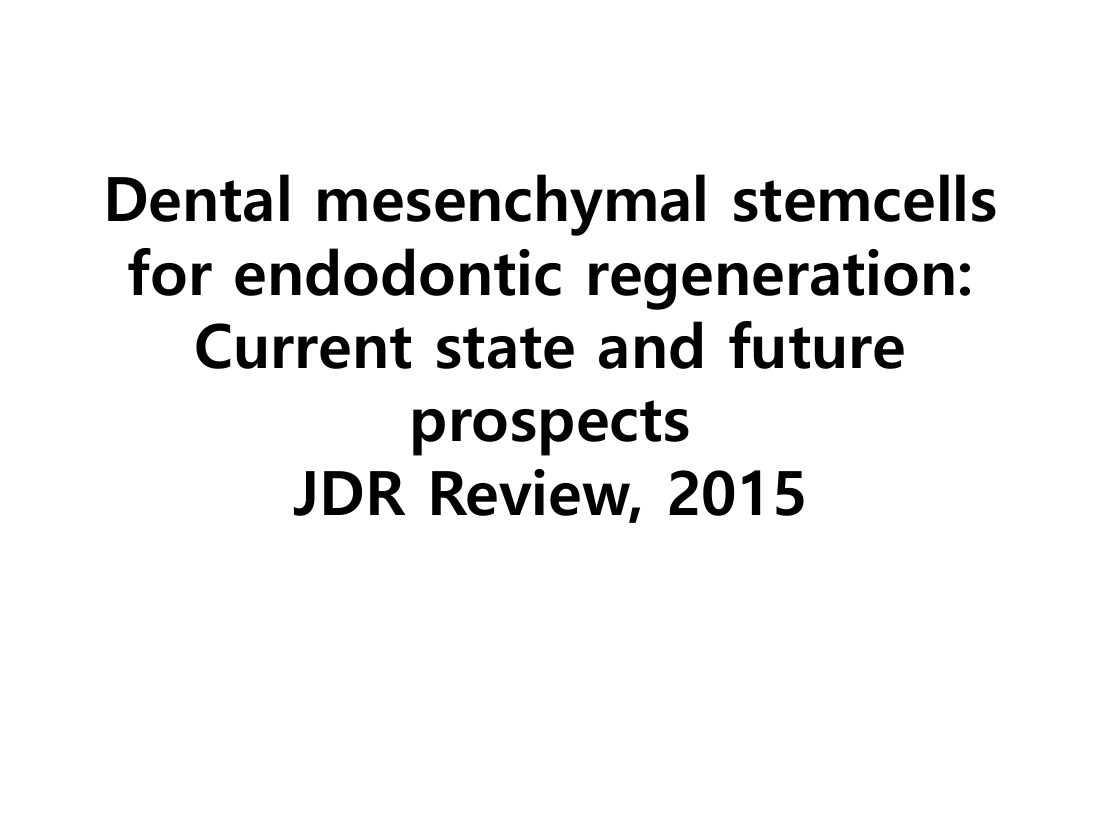 Dental mesenchymal stemcells
for endodontic regeneration:
Current state and future
prospects
JDR Review, 2015